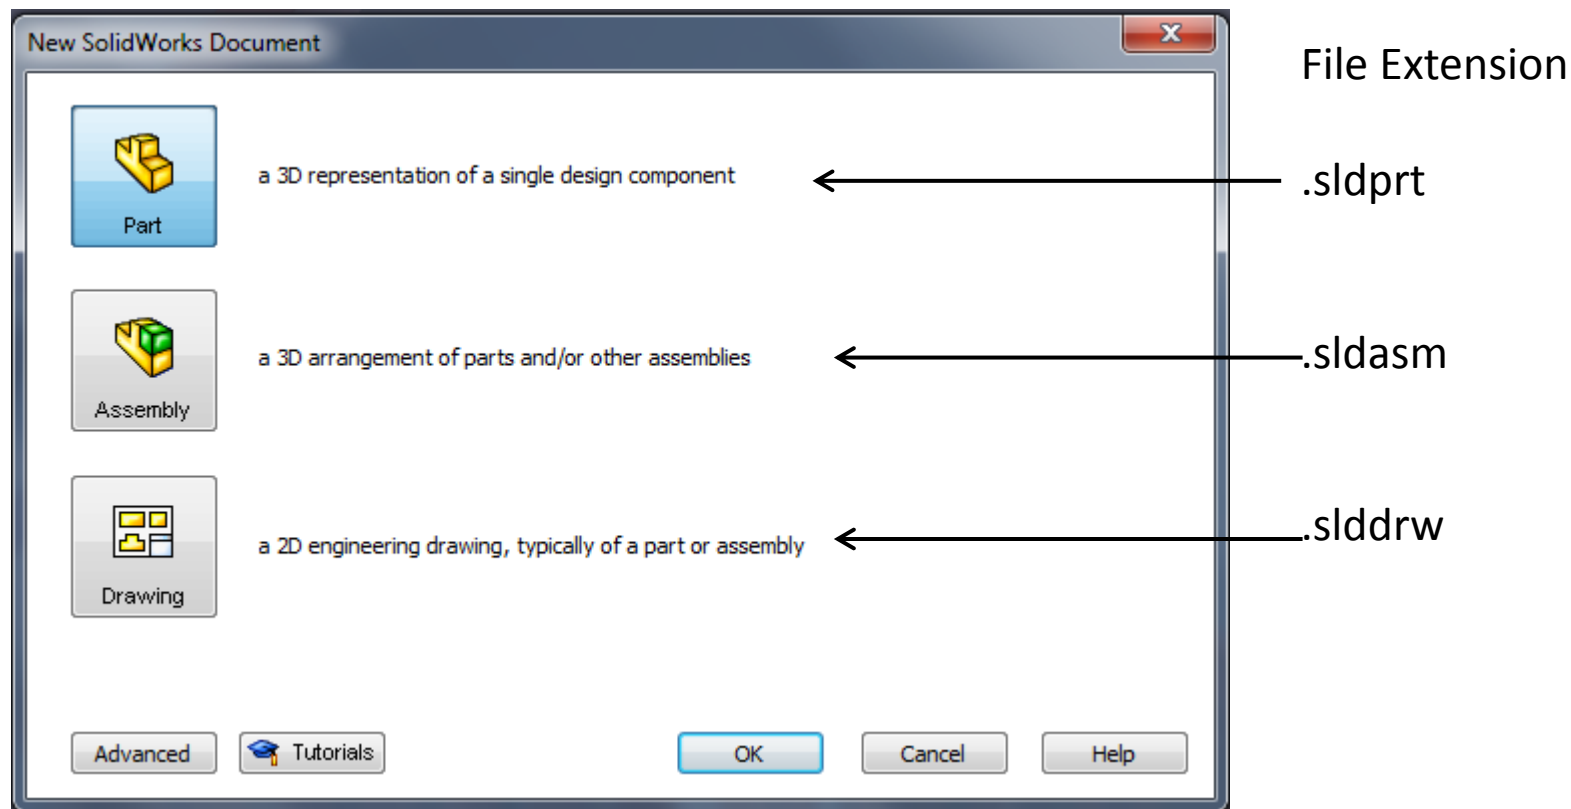 New SolidWorks Document
File Extension
Part
a 3D representation of a single design component
.sldprt
Assembly
a 3D arrangement of parts and/or other assemblies
.sldasm
Drawing
a 2D engineering drawing, typically of a part or assembly
.slddrw
Advanced
Tutorials
OK
Cancel
Help